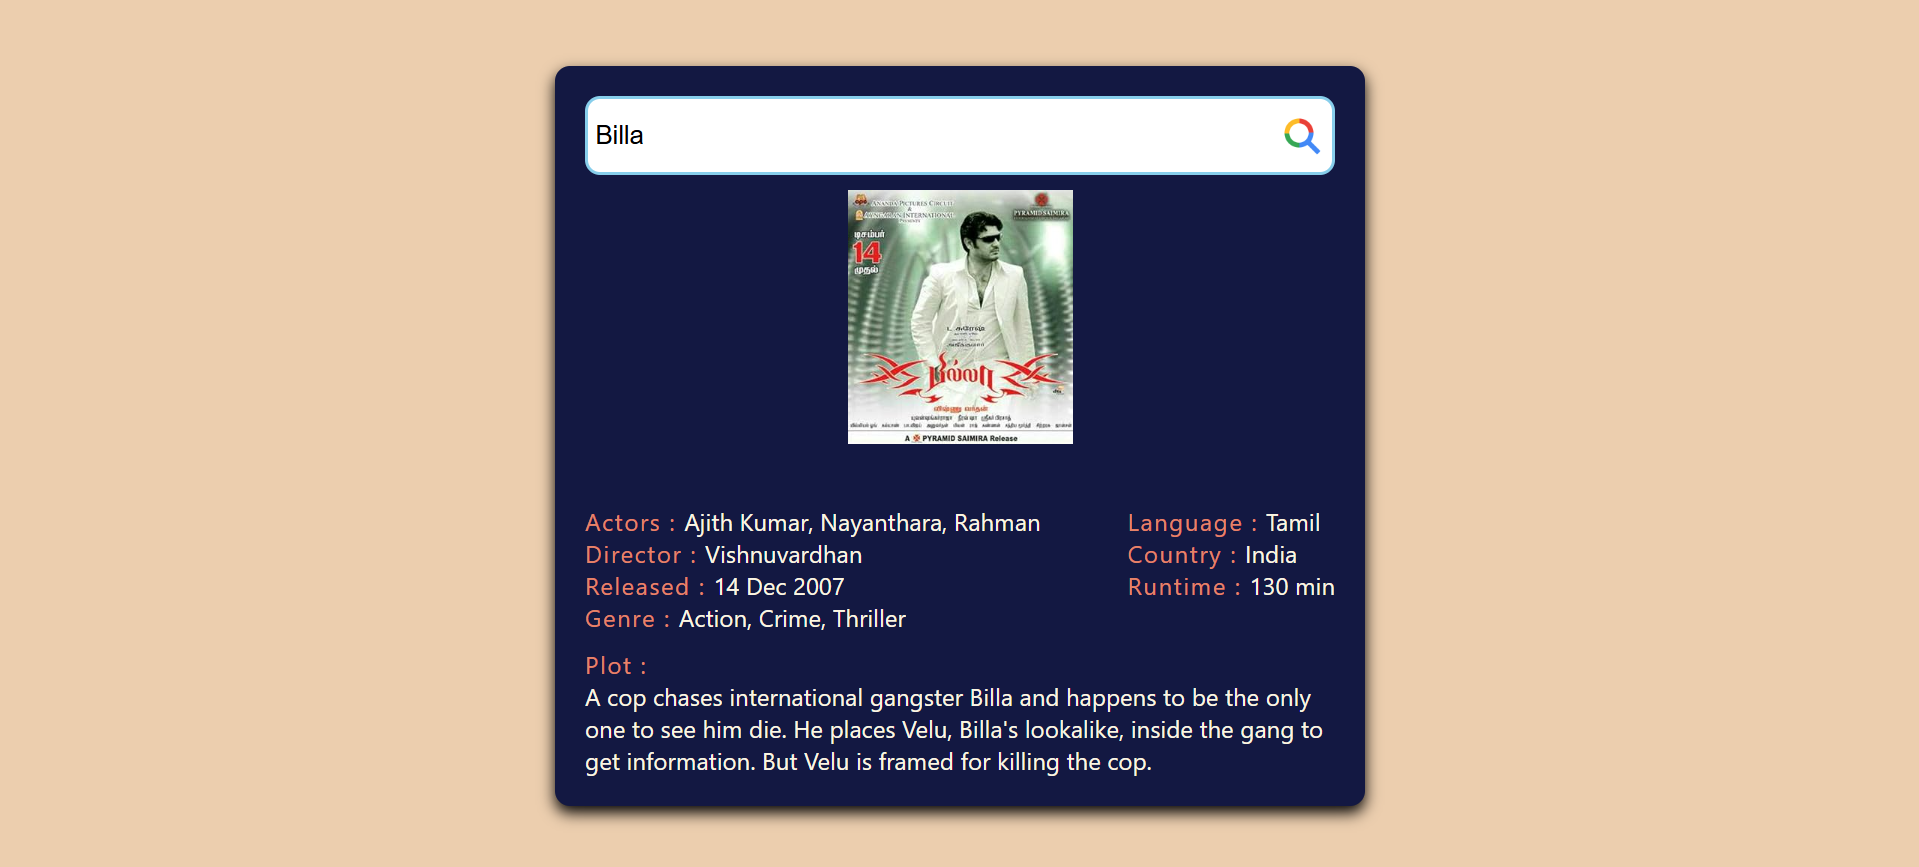 Billa
ANANDA PICTURES CIRCUIT
&
AYNGARAN INTERNATIONAL
PRESENTS
PYRAMID SAIMIRA
டிசம்பர்
14
முதல்
பில்லா
விஷ்ணு வர்தன்
A PYRAMID SAIMIRA Release
Actors : Ajith Kumar, Nayanthara, Rahman
Director : Vishnuvardhan
Released : 14 Dec 2007
Genre : Action, Crime, Thriller
Language : Tamil
Country : India
Runtime : 130 min
Plot :
A cop chases international gangster Billa and happens to be the only
one to see him die. He places Velu, Billa's lookalike, inside the gang to
get information. But Velu is framed for killing the cop.